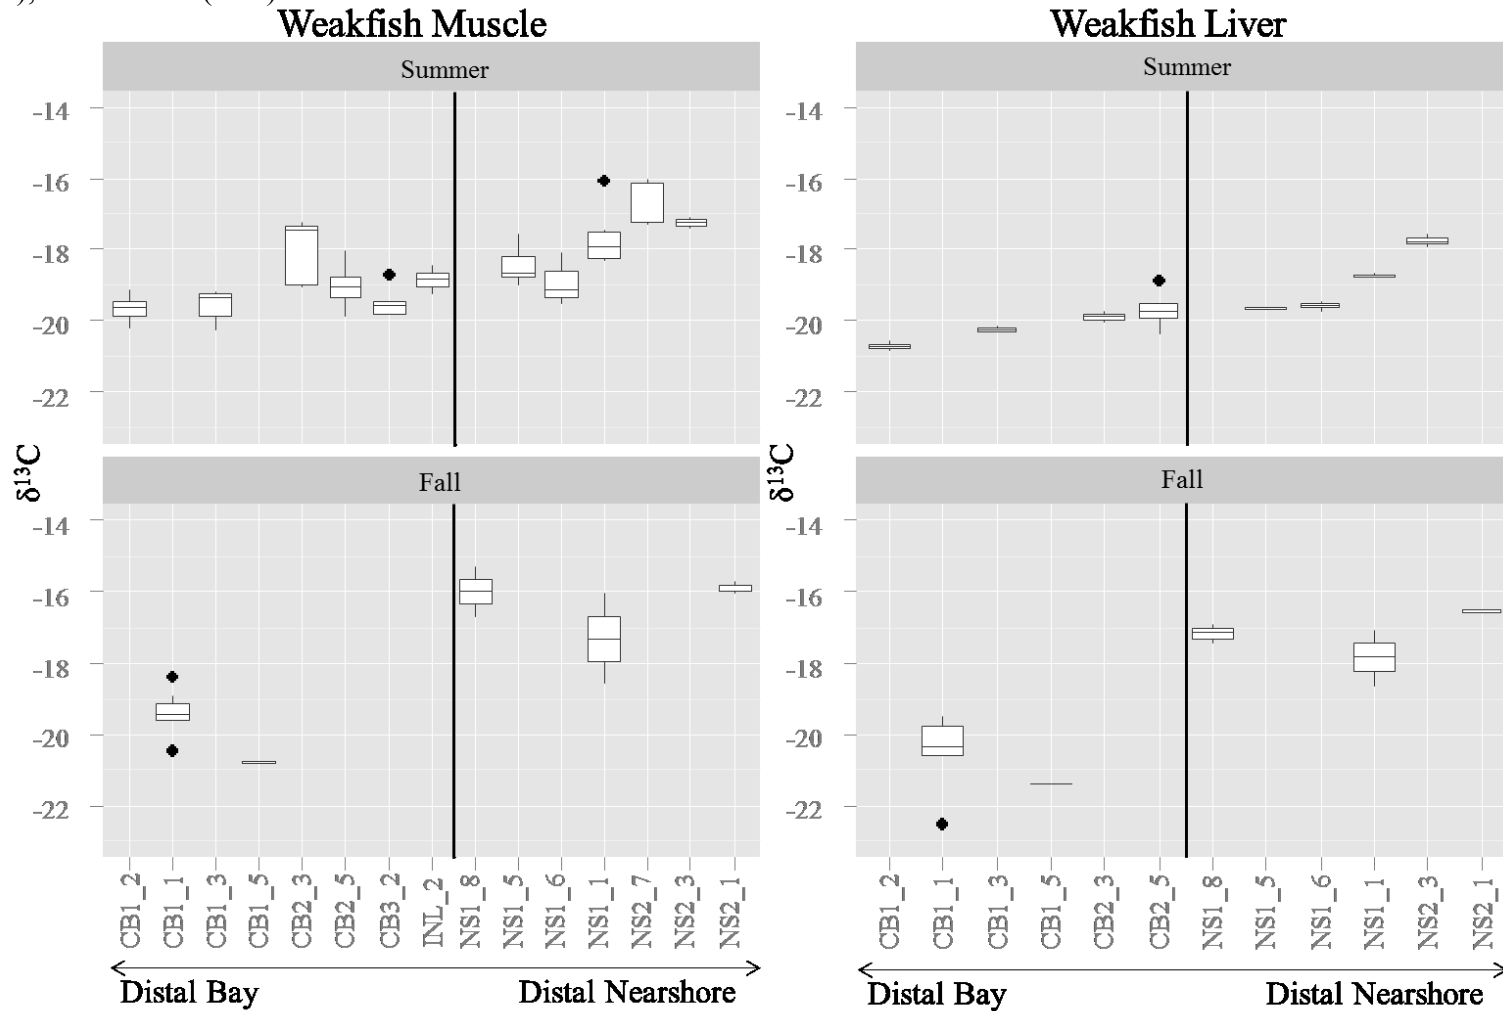 Weakfish Muscle
Summer
-14
-16
-18
-20
-22
δ13C
Fall
-14
-16
-18
-20
-22
CB1_2
CB1_1
CB1_3
CB1_5
CB2_3
CB2_5
CB3_2
INL_2
NS1_8
NS1_5
NS1_6
NS1_1
NS2_7
NS2_3
NS2_1
Distal Bay
Distal Nearshore
Weakfish Liver
Summer
-14
-16
-18
-20
-22
δ13C
Fall
-14
-16
-18
-20
-22
CB1_2
CB1_1
CB1_3
CB1_5
CB2_3
CB2_5
NS1_8
NS1_5
NS1_6
NS1_1
NS2_3
NS2_1
Distal Bay
Distal Nearshore